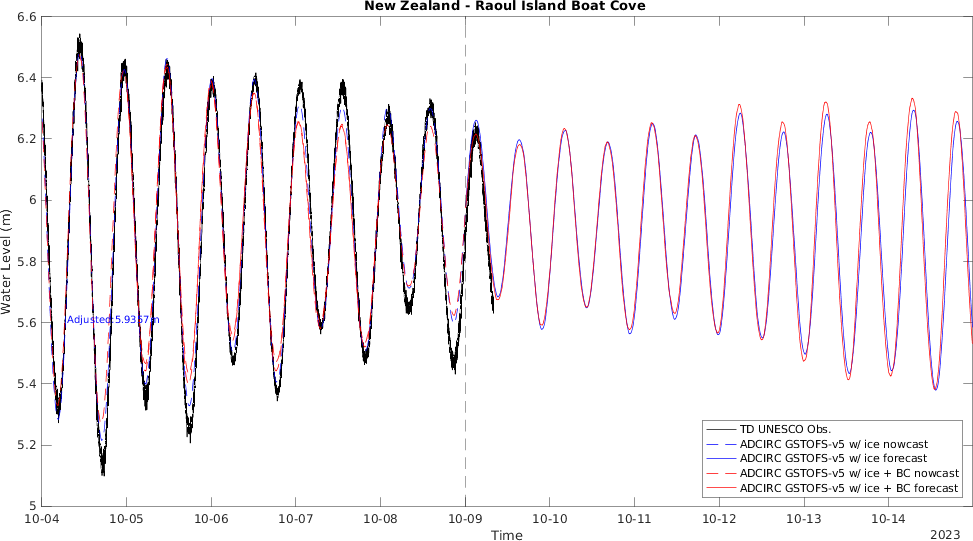 New Zealand - Raoul Island Boat Cove
6.6
6.4
6.2
6
5.8
5.6
5.4
5.2
5
Water Level (m)
Adjusted:5.9357m
TD UNESCO Obs.
ADCIRC GSTOFS-v5 w/ ice nowcast
ADCIRC GSTOFS-v5 w/ ice forecast
ADCIRC GSTOFS-v5 w/ ice + BC nowcast
ADCIRC GSTOFS-v5 w/ ice + BC forecast
10-04 10-05 10-06 10-07 10-08 10-09 10-10 10-11 10-12 10-13 10-14
Time
2023